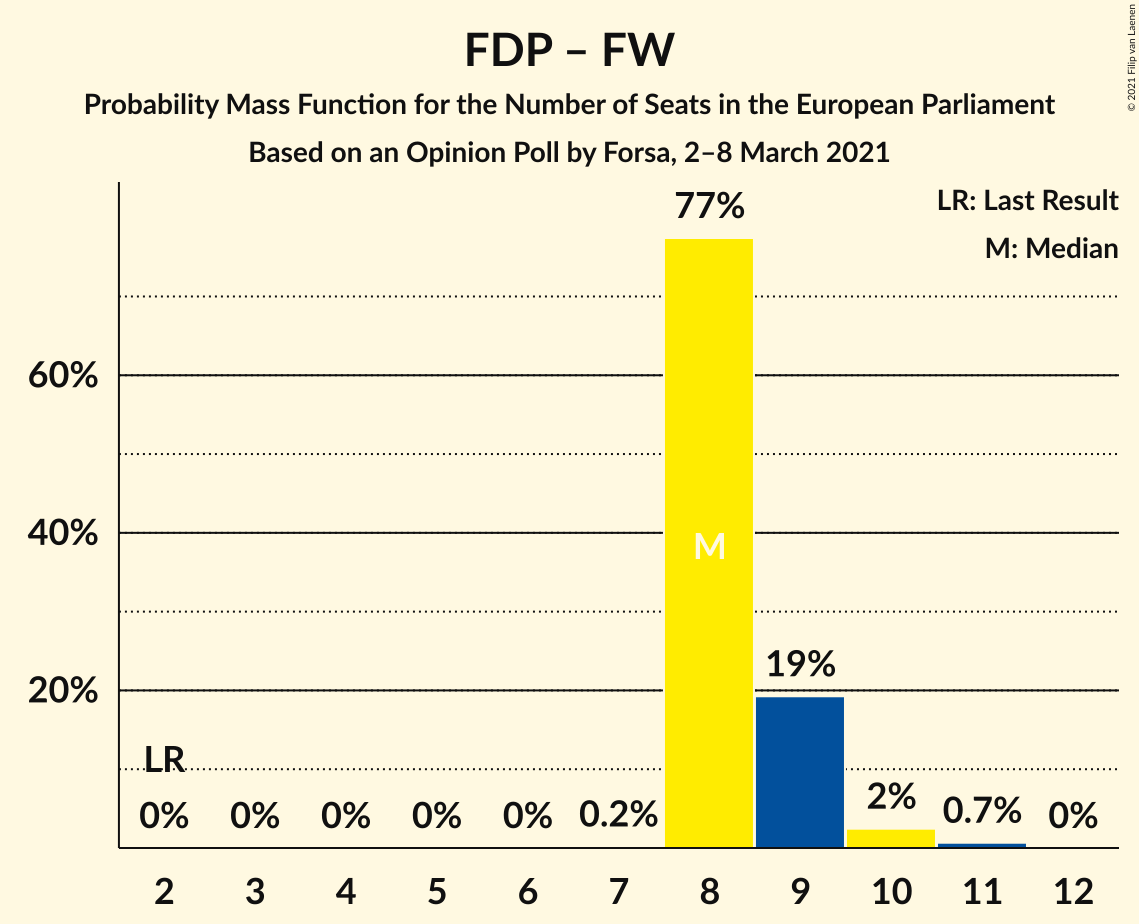 FDP – FW
Probability Mass Function for the Number of Seats in the European Parliament
Based on an Opinion Poll by Forsa, 2–8 March 2021
© 2021 Filip van Laenen
LR: Last Result
M: Median
77%
60%
40%
M
19%
20%
LR
0% 0% 0% 0% 0% 0.2% 2% 0.7% 0%
2 3 4 5 6 7 8 9 10 11 12